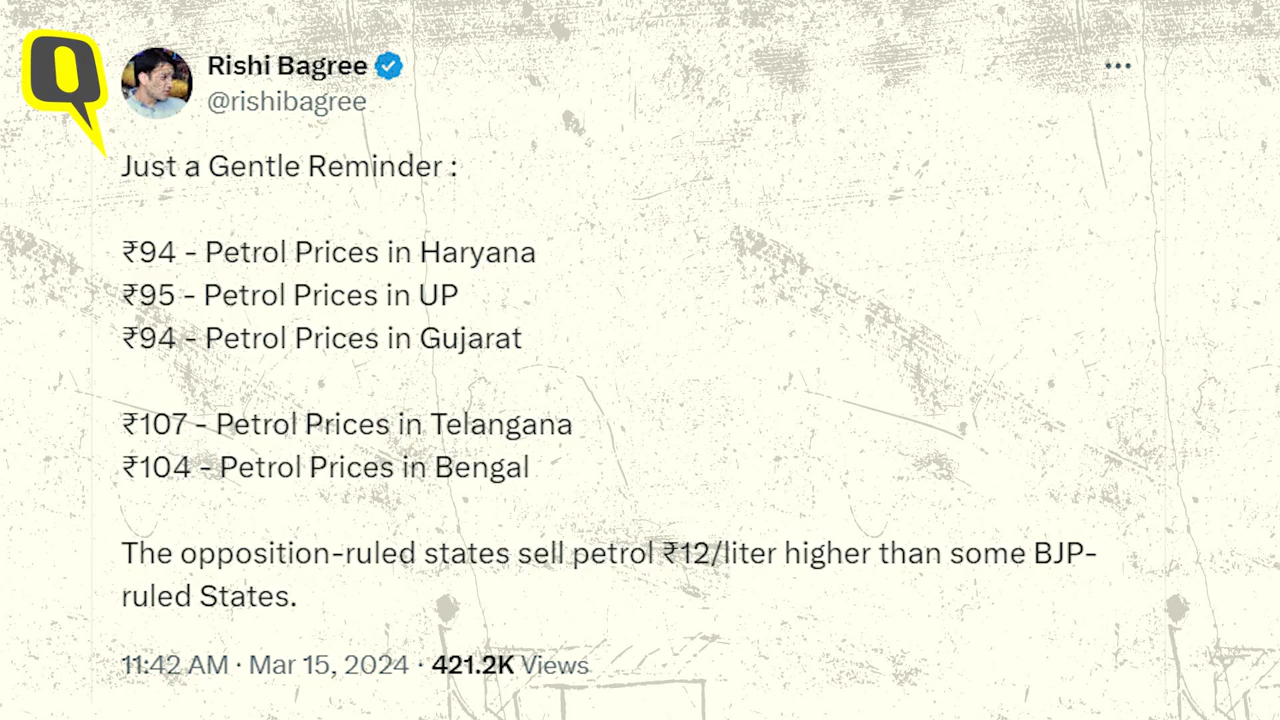 Q
Rishi Bagree
@rishibagree
Just a Gentle Reminder :
₹94 - Petrol Prices in Haryana
₹95 - Petrol Prices in UP
₹94 - Petrol Prices in Gujarat
₹107 - Petrol Prices in Telangana
₹104 - Petrol Prices in Bengal
The opposition-ruled states sell petrol ₹12/liter higher than some BJP-
ruled States.
11:42 AM · Mar 15, 2024 · 421.2K Views